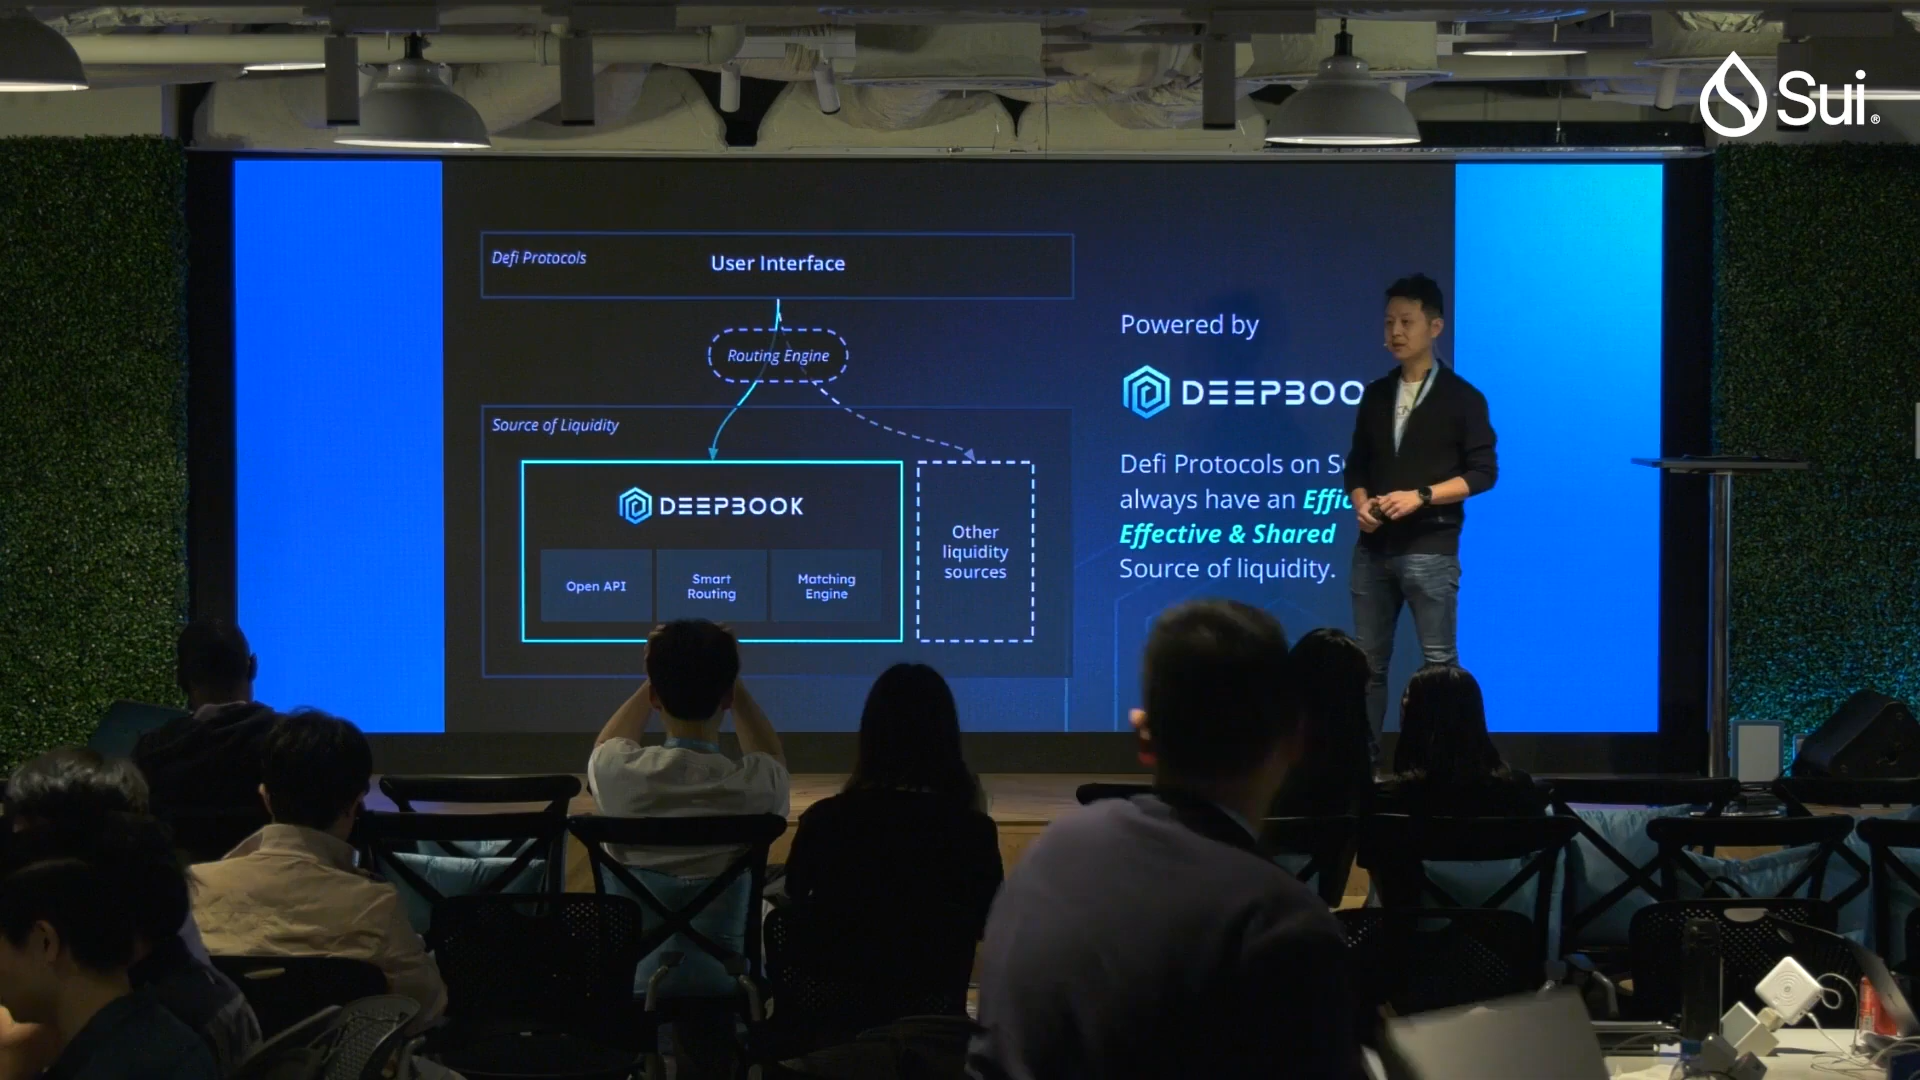 Sui®
Defi Protocols
User Interface
Routing Engine
Source of Liquidity
DEEPBOOK
Open API
Smart
Routing
Matching
Engine
Other
liquidity
sources
Powered by
DEEPBOO
Defi Protocols on
always have an
Effective & Shared
Source of liquidity.